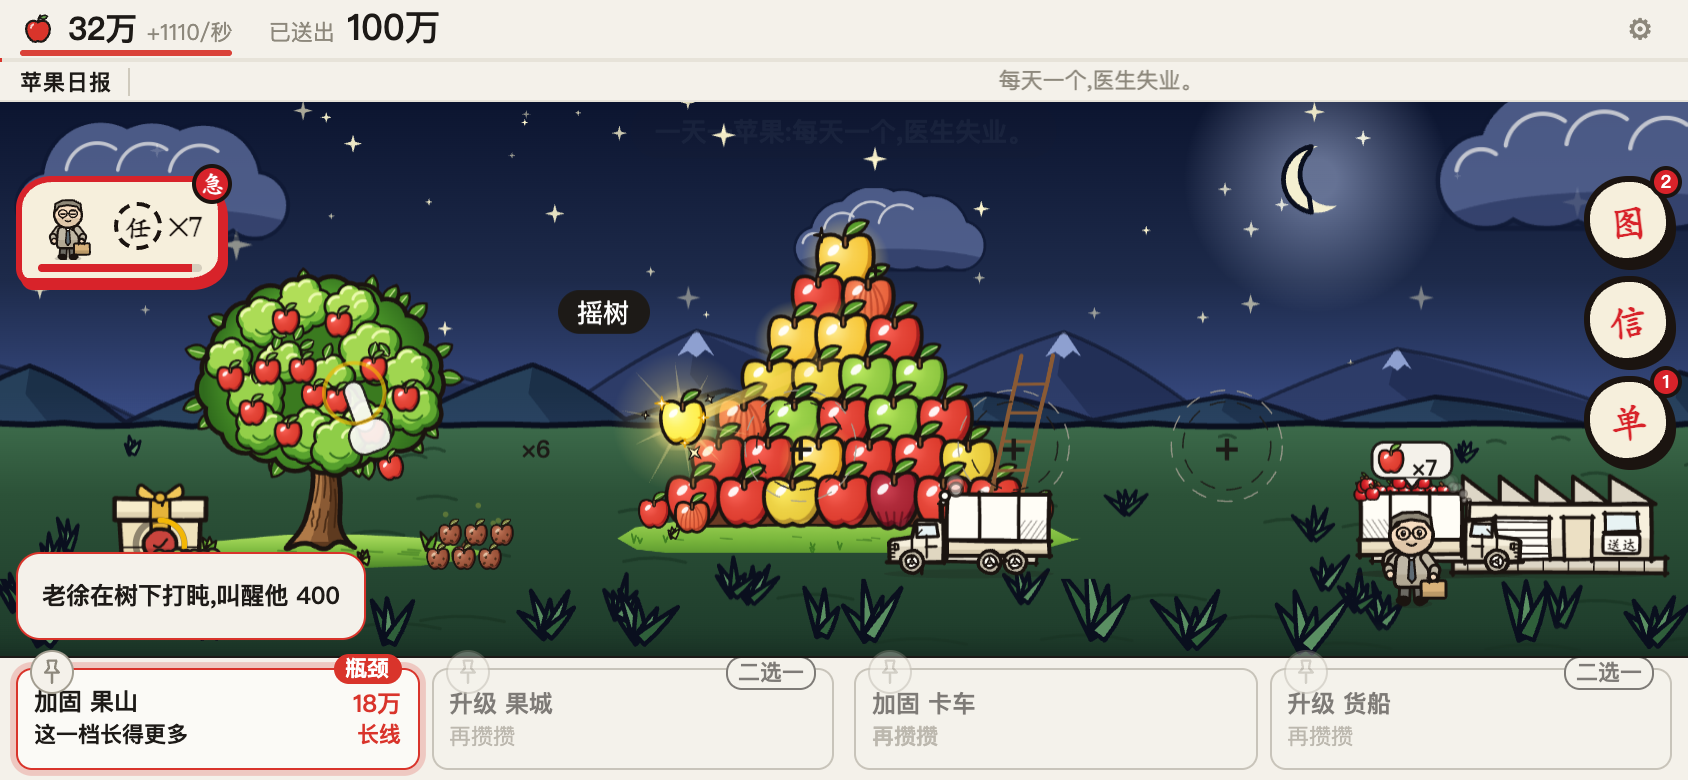 32万 +1110/秒 已送出 100万
苹果日报 每天一个,医生失业。
一天一苹果:每天一个,医生失业。
急
任 ×7
2
图
摇树
信
1
单
×6
×7
送达
老徐在树下打盹,叫醒他 400
瓶颈
加固 果山 18万
这一档长得更多 长线
二选一
升级 果城
再攒攒
加固 卡车
再攒攒
二选一
升级 货船
再攒攒